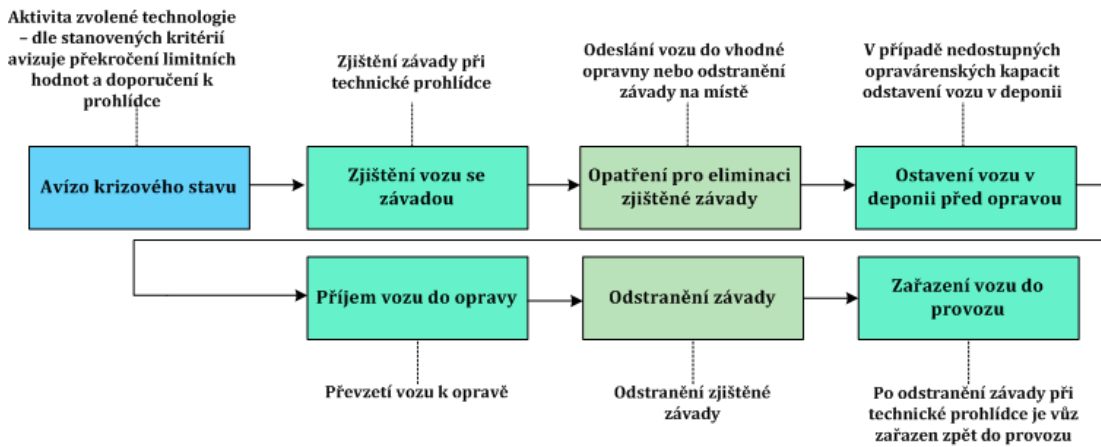 Aktivita zvolené technologie
– dle stanovených kritérií
avizuje překročení limitních
hodnot a doporučení k
prohlídce
Zjištění závady při
technické prohlídce
Odeslání vozu do vhodné
opravny nebo odstranění
závady na místě
V případě nedostupných
opravárenských kapacit
odstavení vozu v deponii
Avízo krizového stavu
Zjištění vozu se
závadou
Opatření pro eliminaci
zjištěné závady
Ostavení vozu v
deponii před opravou
Příjem vozu do opravy
Odstranění závady
Zařazení vozu do
provozu
Převzetí vozu k opravě
Odstranění zjištěné
závady
Po odstranění závady při
technické prohlídce je vůz
zařazen zpět do provozu